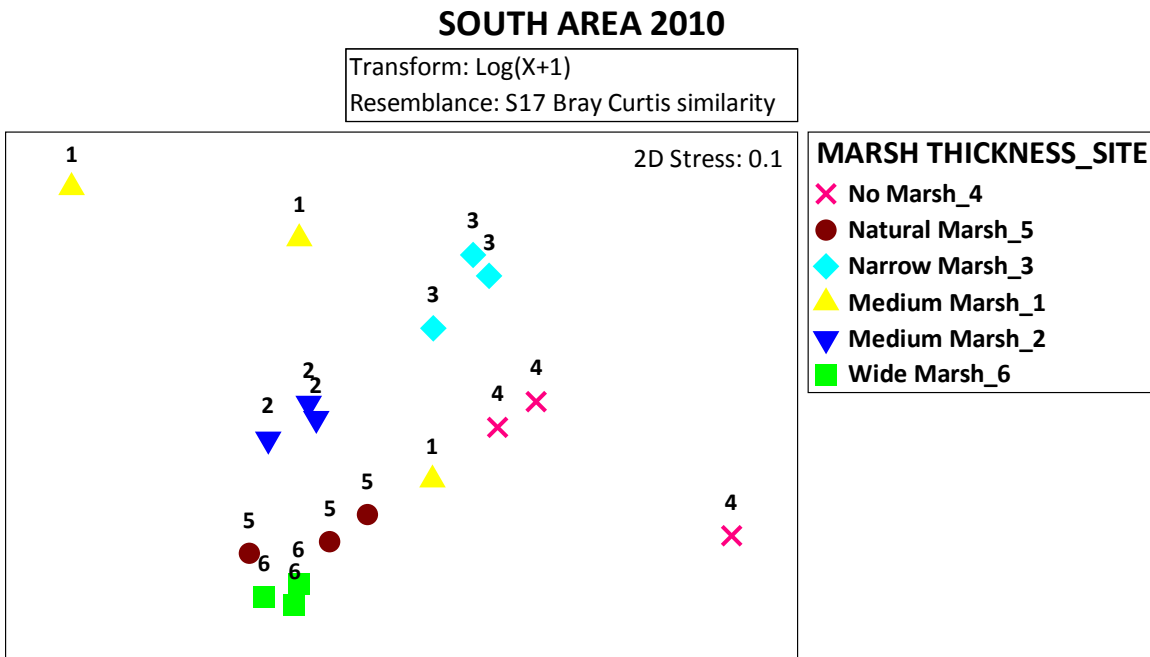 SOUTH AREA 2010
Transform: Log(X+1)
Resemblance: S17 Bray Curtis similarity
2D Stress: 0.1
MARSH THICKNESS_SITE
No Marsh_4
Natural Marsh_5
Narrow Marsh_3
Medium Marsh_1
Medium Marsh_2
Wide Marsh_6
1
1
3
3
3
4
2
2
2
4
1
5
4
5
5
6
6
6